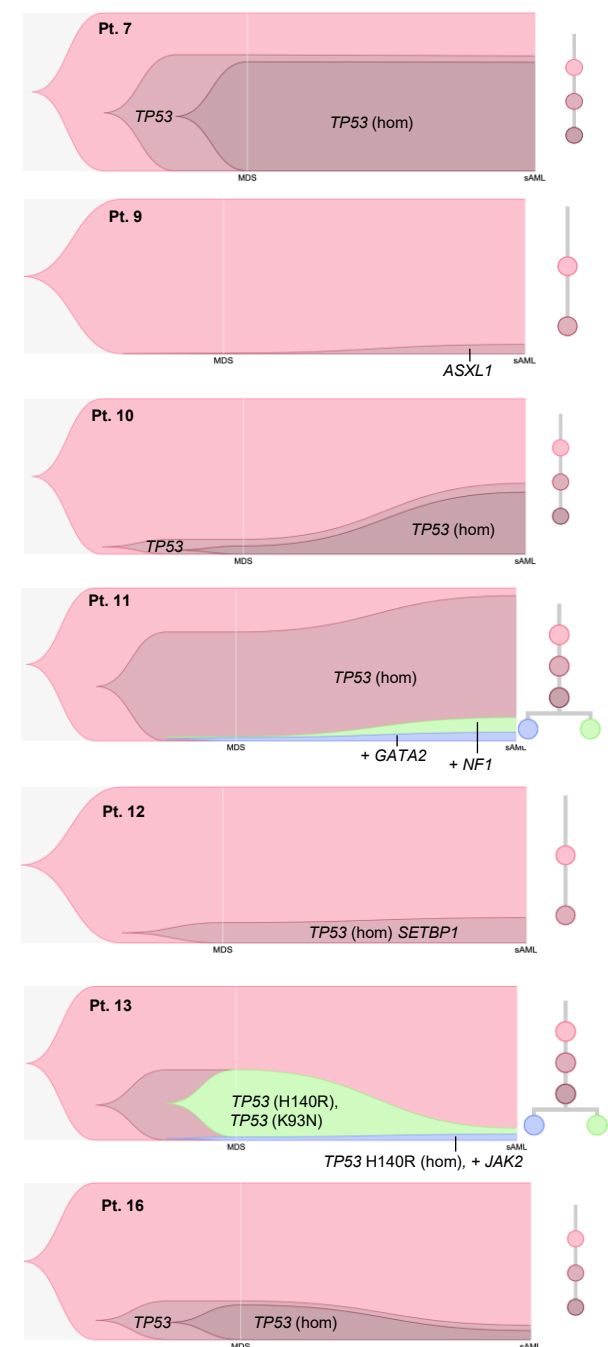 Pt. 7
TP53
TP53 (hom)
MDS
sAML
Pt. 9
MDS
sAML
ASXL1
Pt. 10
TP53
TP53 (hom)
MDS
sAML
Pt. 11
TP53 (hom)
MDS
sAML
+ GATA2
+ NF1
Pt. 12
TP53 (hom) SETBP1
MDS
sAML
Pt. 13
TP53 (H140R),
TP53 (K93N)
MDS
sAML
TP53 H140R (hom), + JAK2
Pt. 16
TP53
TP53 (hom)
MDS
sAML